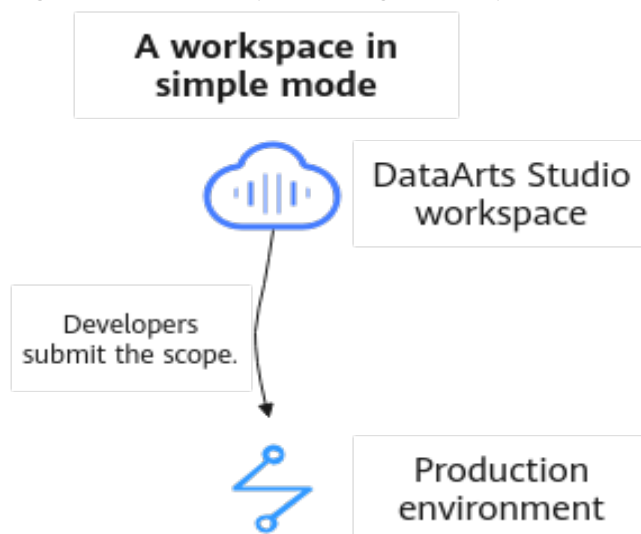 A workspace in
simple mode
DataArts Studio
workspace
Developers
submit the scope.
Production
environment